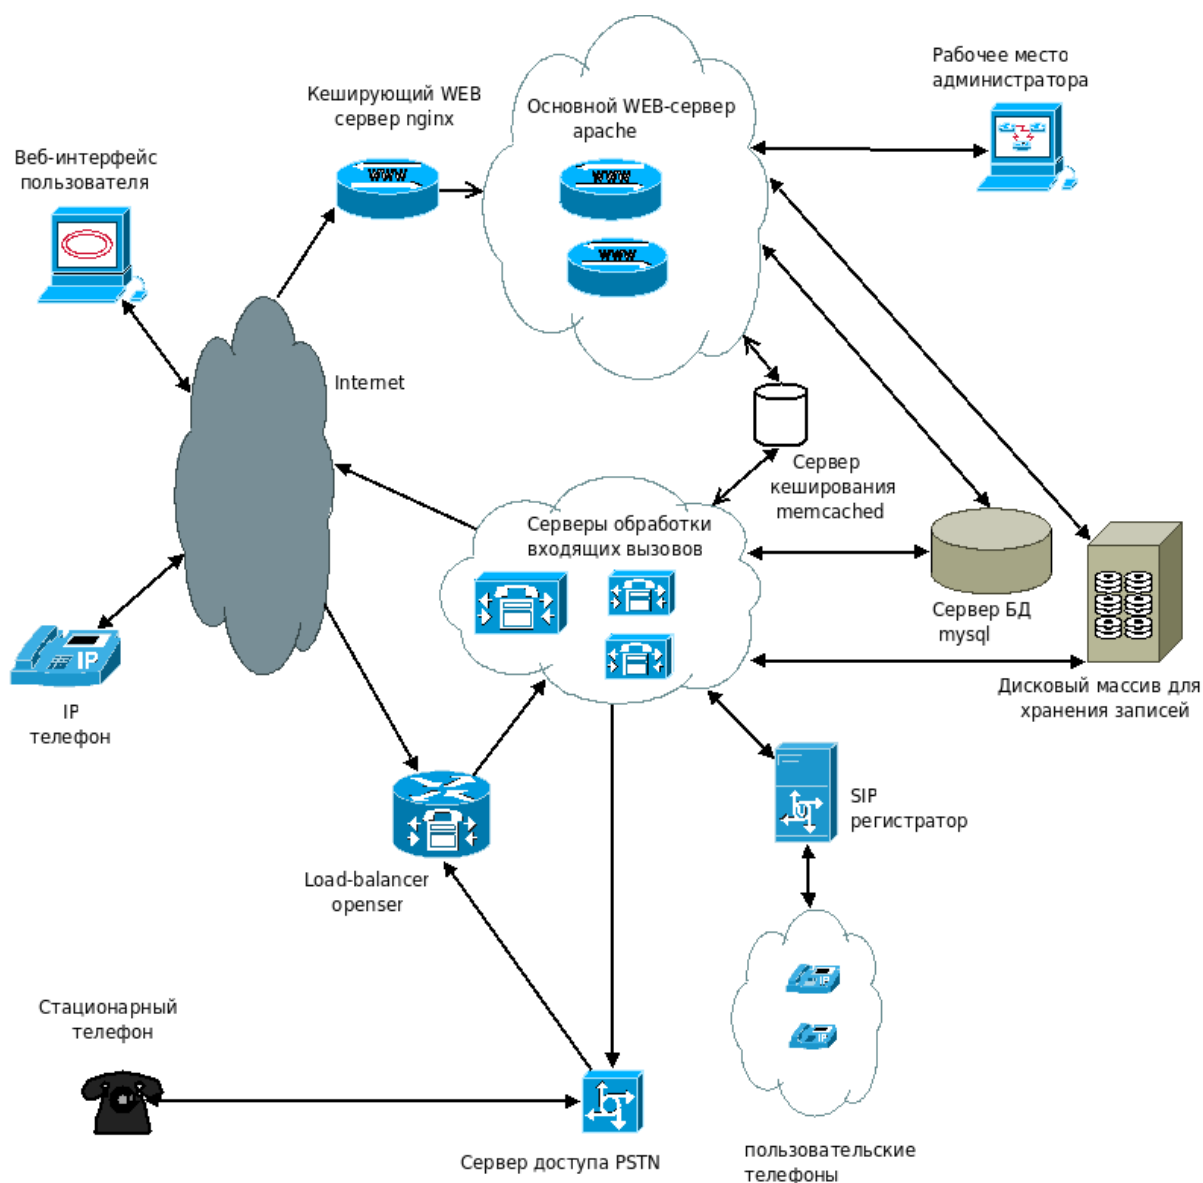 Рабочее место
администратора
Кеширующий WEB
сервер nginx
Основной WEB-сервер
apache
Веб-интерфейс
пользователя
www
www
www
Internet
Сервер
кеширования
memcached
Серверы обработки
входящих вызовов
Сервер БД
mysql
IP
IP
телефон
Дисковый массив для
хранения записей
SIP
регистратор
Load-balancer
openser
IP
IP
Стационарный
телефон
Сервер доступа PSTN
пользовательские
телефоны